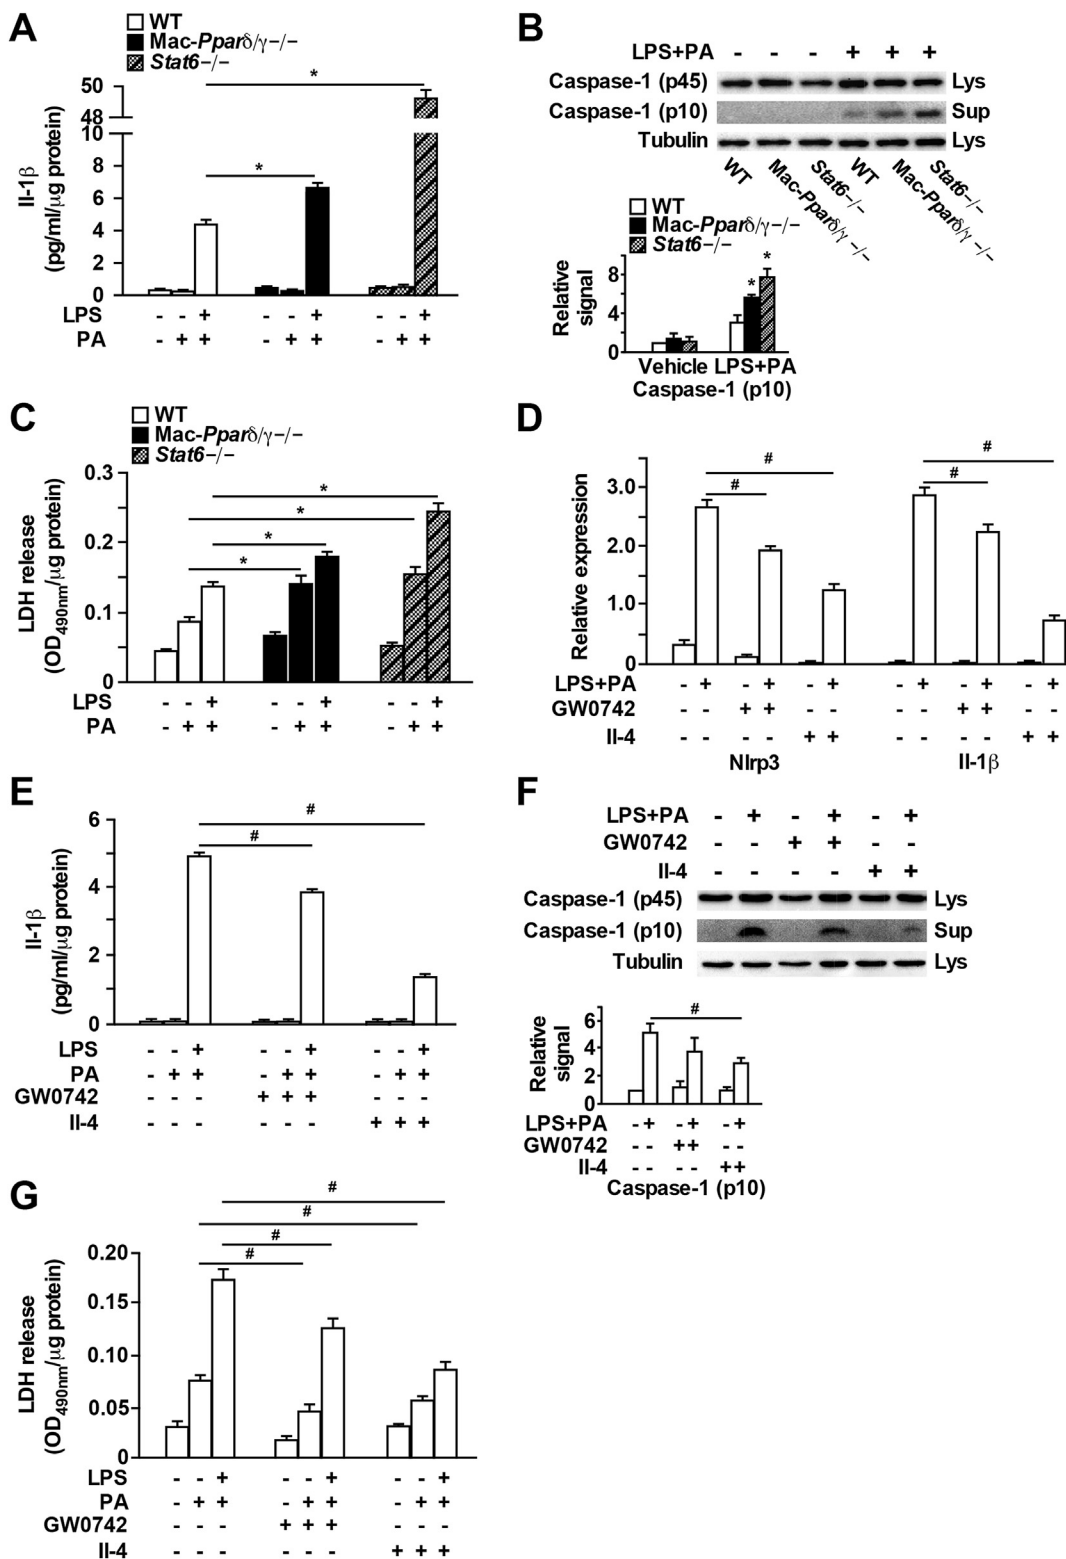 A
WT
Mac-Pparδ/γ−/−
Stat6−/−
Il-1β
(pg/ml/μg protein)
50
48
10
8
6
4
2
0
*
*
LPS - - + - - + - - +
PA - + + - + + - + +
B
LPS+PA - - - + + +
Caspase-1 (p45) Lys
Caspase-1 (p10) Sup
Tubulin Lys
WT Mac-Pparδ/γ −/− Stat6−/− WT Mac-Pparδ/γ −/− Stat6−/−
WT
Mac-Pparδ/γ−/−
Stat6−/−
Relative
signal
8
4
0
* *
Vehicle LPS+PA
Caspase-1 (p10)
C
WT
Mac-Pparδ/γ−/−
Stat6−/−
LDH release
(OD490nm/μg protein)
0.3
0.2
0.1
0
*
*
*
*
LPS - - + - - + - - +
PA - + + - + + - + +
D
Relative expression
3.0
2.0
1.0
0
#
#
#
#
LPS+PA - + - + - + - + - + - +
GW0742 - - + + - - - - + + - -
Il-4 - - - - + + - - - - + +
Nlrp3 Il-1β
E
Il-1β
(pg/ml/μg protein)
6
4
2
0
#
#
LPS - - + - - + - - +
PA - + + - + + - + +
GW0742 - - - + + + - - -
Il-4 - - - - - - + + +
F
LPS+PA - + - + - +
GW0742 - - + + - -
Il-4 - - - - + +
Caspase-1 (p45) Lys
Caspase-1 (p10) Sup
Tubulin Lys
Relative
signal
6
4
2
0
#
LPS+PA - + - + - +
GW0742 - - + + - -
Il-4 - - - - + +
Caspase-1 (p10)
G
LDH release
(OD490nm/μg protein)
0.20
0.15
0.10
0.05
0
#
#
#
#
LPS - - + - - + - - +
PA - + + - + + - + +
GW0742 - - - + + + - - -
Il-4 - - - - - - + + +